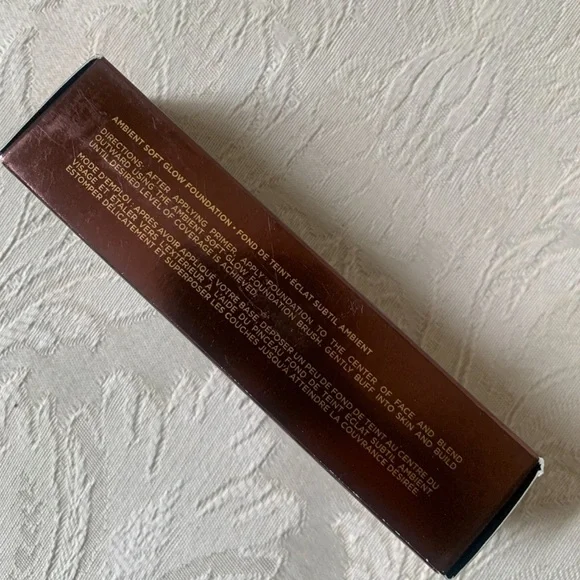 AMBIENT SOFT GLOW FOUNDATION • FOND DE TEINT ÉCLAT SUBTIL AMBIENT
DIRECTIONS: AFTER APPLYING PRIMER, APPLY FOUNDATION TO THE CENTER OF FACE AND BLEND
OUTWARD USING THE AMBIENT SOFT GLOW FOUNDATION BRUSH. GENTLY BUFF INTO SKIN AND BUILD
UNTIL DESIRED LEVEL OF COVERAGE IS ACHIEVED.
MODE D'EMPLOI : APRÈS AVOIR APPLIQUÉ VOTRE BASE, DÉPOSER UN PEU DE FOND DE TEINT AU CENTRE DU
VISAGE ET ÉTALER VERS L'EXTÉRIEUR À L'AIDE DU PINCEAU FOND DE TEINT ÉCLAT SUBTIL AMBIENT.
ESTOMPER DÉLICATEMENT ET SUPERPOSER LES COUCHES JUSQU'À ATTEINDRE LA COUVRANCE DÉSIRÉE.